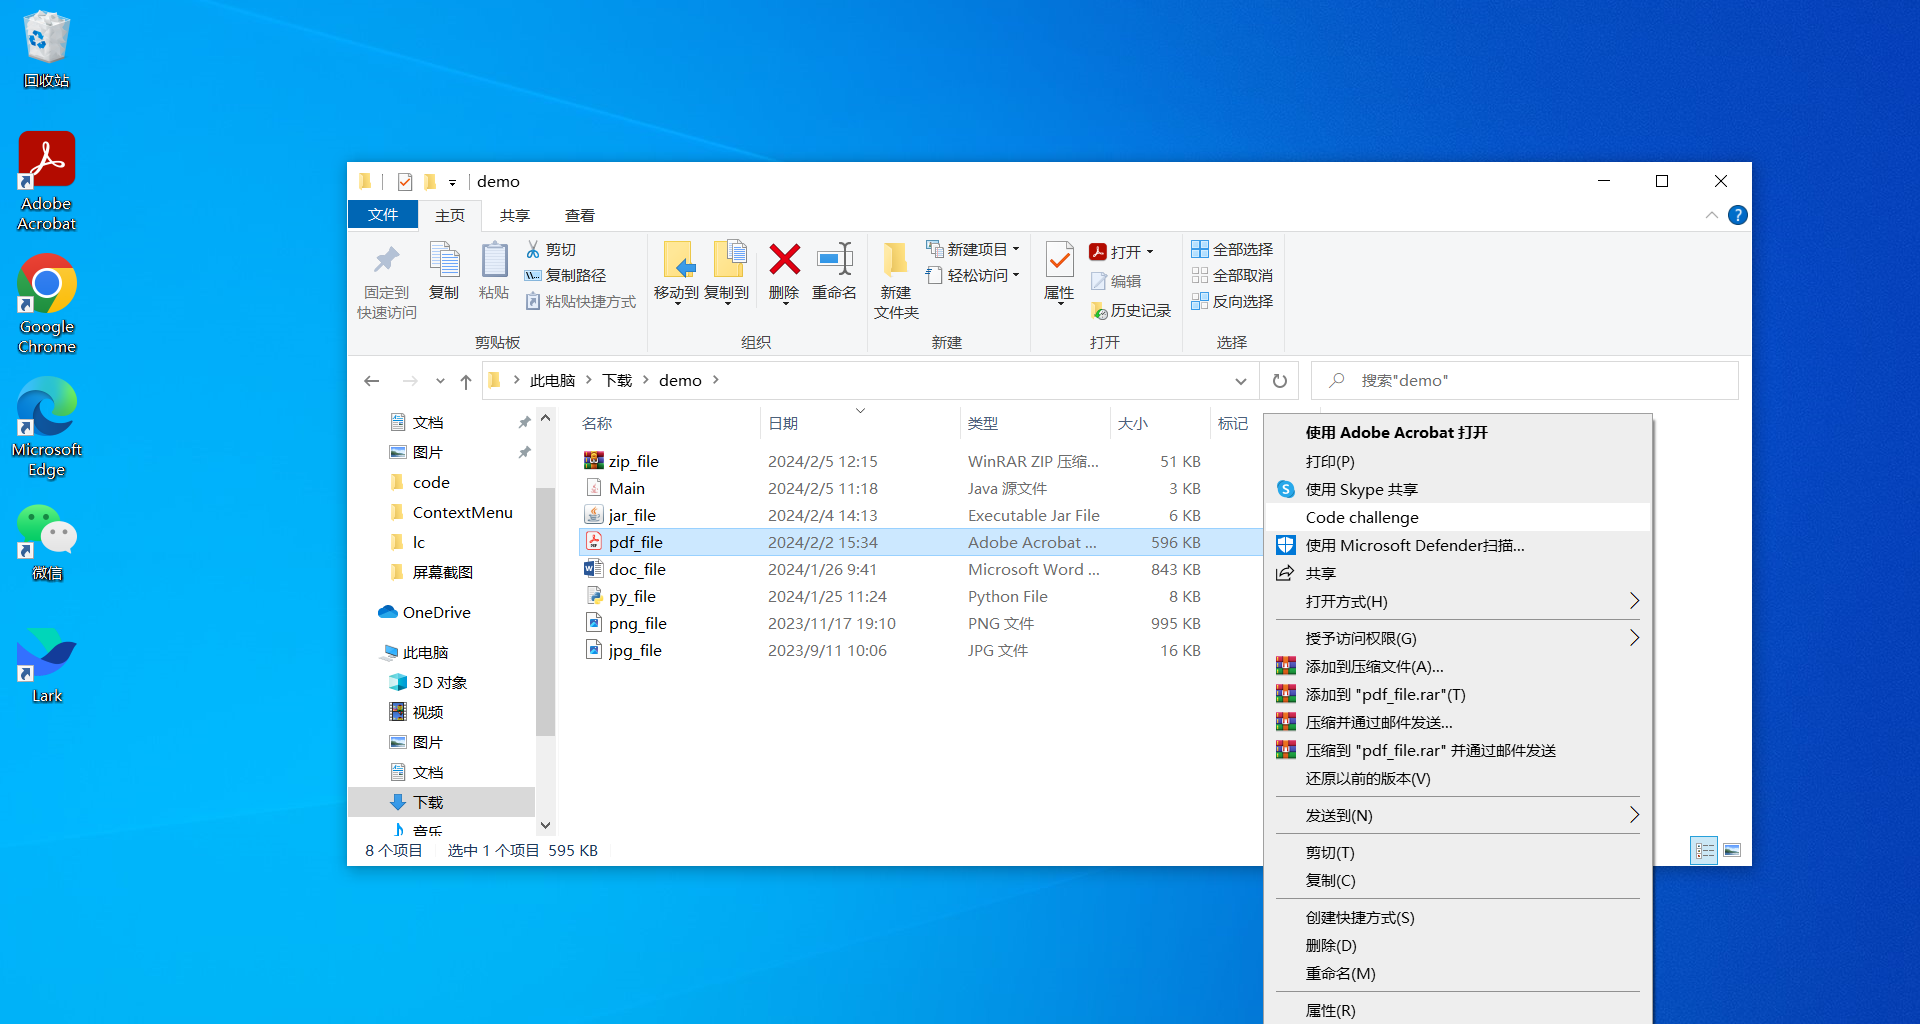 回收站
Adobe
Acrobat
Google
Chrome
Microsoft
Edge
微信
Lark
demo
文件
主页
共享
查看
固定到
快速访问
复制
粘贴
剪切
复制路径
粘贴快捷方式
剪贴板
移动到
复制到
删除
重命名
组织
新建
文件夹
新建项目
轻松访问
新建
属性
打开
编辑
历史记录
打开
全部选择
全部取消
反向选择
选择
此电脑
下载
demo
搜索"demo"
文档
图片
code
ContextMenu
lc
屏幕截图
OneDrive
此电脑
3D 对象
视频
图片
文档
下载
音乐
名称 日期 类型 大小 标记
zip_file 2024/2/5 12:15 WinRAR ZIP 压缩... 51 KB
Main 2024/2/5 11:18 Java 源文件 3 KB
jar_file 2024/2/4 14:13 Executable Jar File 6 KB
pdf_file 2024/2/2 15:34 Adobe Acrobat ... 596 KB
doc_file 2024/1/26 9:41 Microsoft Word ... 843 KB
py_file 2024/1/25 11:24 Python File 8 KB
png_file 2023/11/17 19:10 PNG 文件 995 KB
jpg_file 2023/9/11 10:06 JPG 文件 16 KB
8 个项目 选中 1 个项目 595 KB
使用 Adobe Acrobat 打开
打印(P)
使用 Skype 共享
Code challenge
使用 Microsoft Defender扫描...
共享
打开方式(H)
授予访问权限(G)
添加到压缩文件(A)...
添加到 "pdf_file.rar"(T)
压缩并通过邮件发送...
压缩到 "pdf_file.rar" 并通过邮件发送
还原以前的版本(V)
发送到(N)
剪切(T)
复制(C)
创建快捷方式(S)
删除(D)
重命名(M)
属性(R)